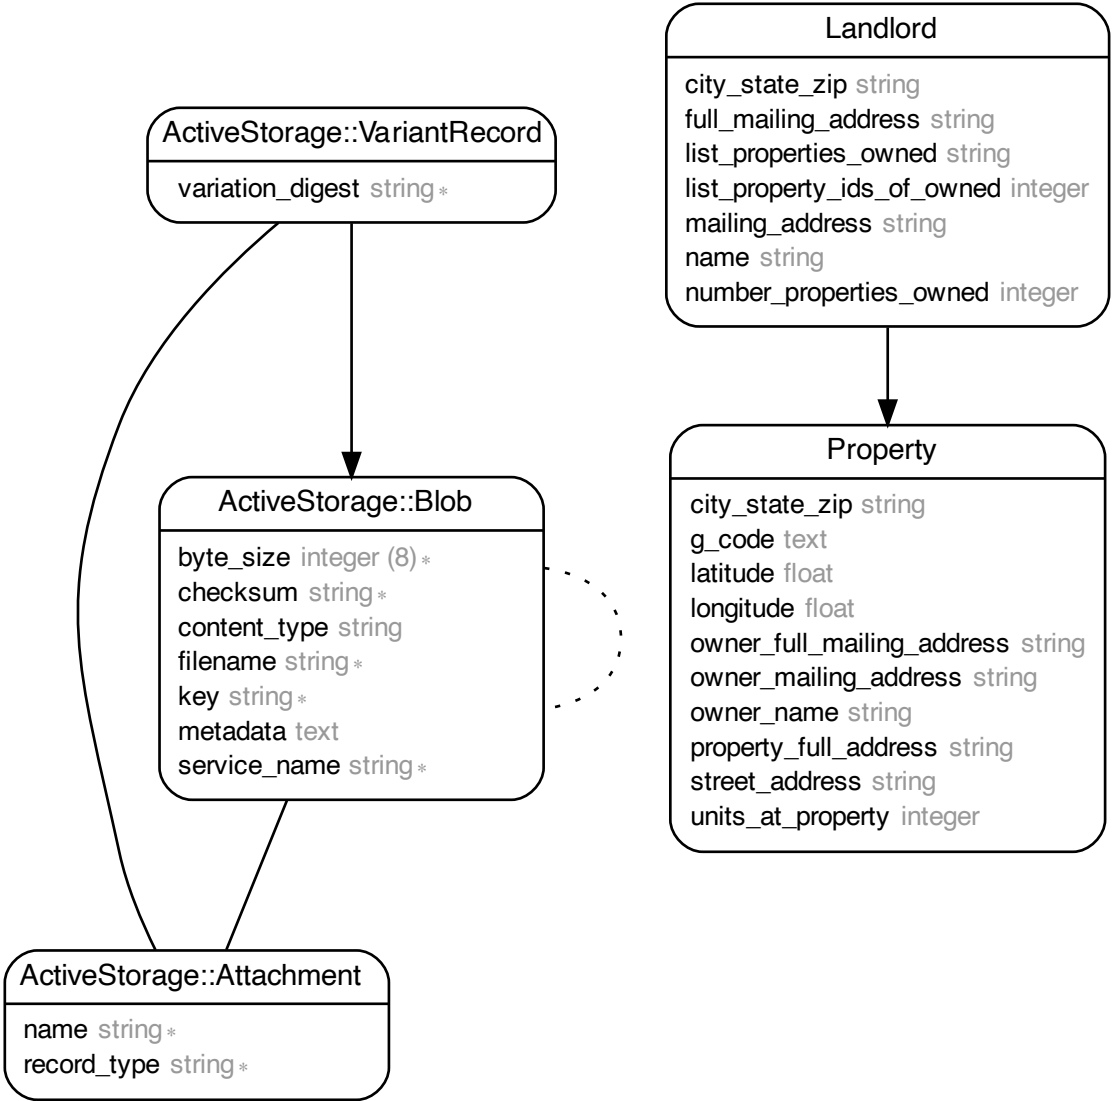 Landlord
city_state_zip string
full_mailing_address string
list_properties_owned string
list_property_ids_of_owned integer
mailing_address string
name string
number_properties_owned integer
ActiveStorage::VariantRecord
variation_digest string *
Property
city_state_zip string
g_code text
latitude float
longitude float
owner_full_mailing_address string
owner_mailing_address string
owner_name string
property_full_address string
street_address string
units_at_property integer
ActiveStorage::Blob
byte_size integer (8) *
checksum string *
content_type string
filename string *
key string *
metadata text
service_name string *
ActiveStorage::Attachment
name string *
record_type string *